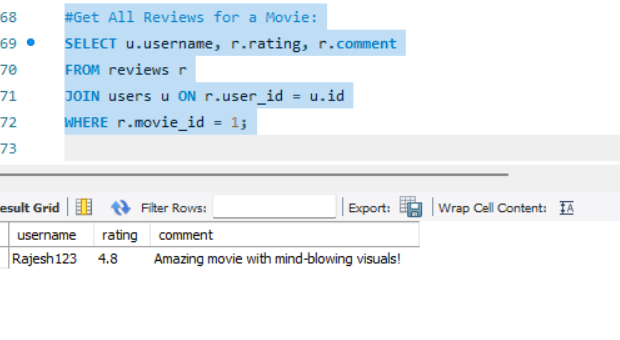 68 #Get All Reviews for a Movie:
69 SELECT u.username, r.rating, r.comment
70 FROM reviews r
71 JOIN users u ON r.user_id = u.id
72 WHERE r.movie_id = 1;
73
esult Grid Filter Rows: Export: Wrap Cell Content:
username rating comment
Rajesh123 4.8 Amazing movie with mind-blowing visuals!